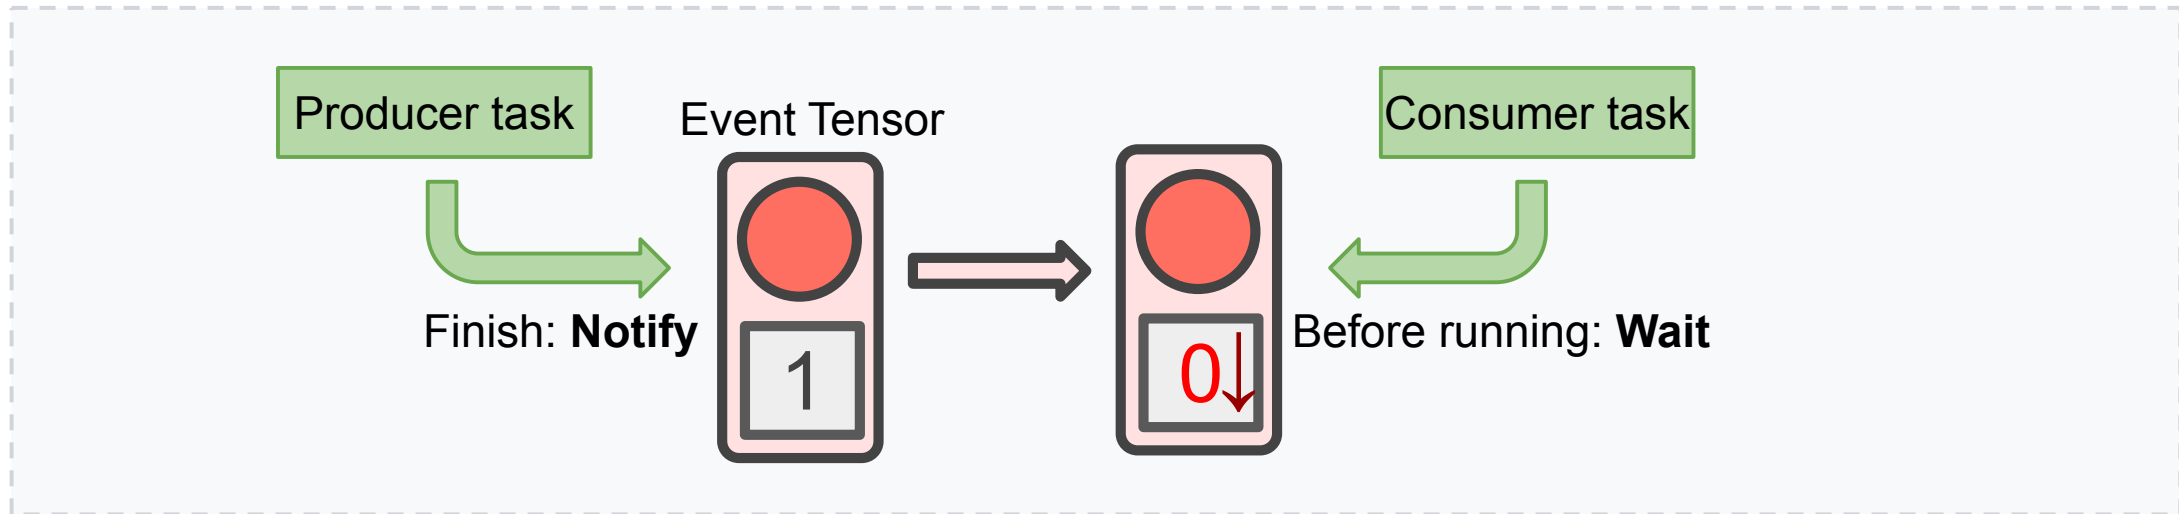 Producer task
Event Tensor
Consumer task
Finish: Notify
1
0↓
Before running: Wait